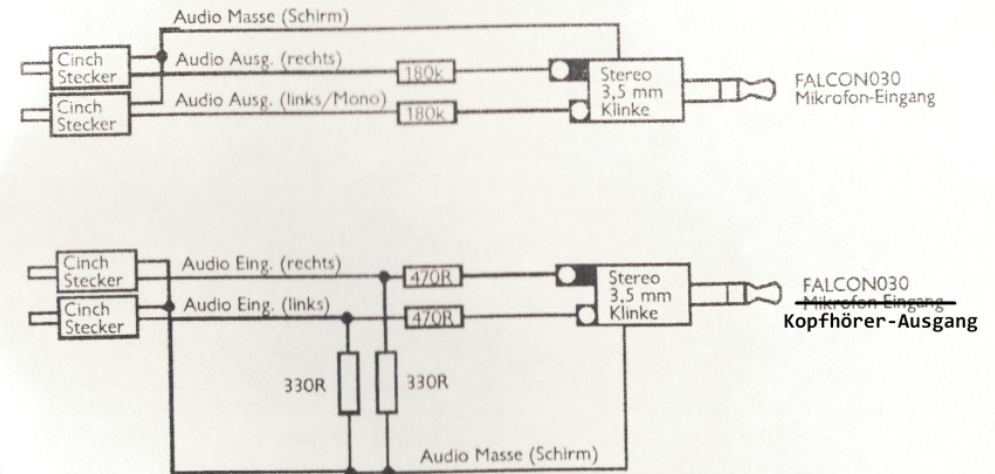 Audio Masse (Schirm)
Cinch
Stecker
Audio Ausg. (rechts)
180k
Cinch
Stecker
Audio Ausg. (links/Mono)
180k
Stereo
3,5 mm
Klinke
FALCON030
Mikrofon-Eingang
Cinch
Stecker
Audio Eing. (rechts)
470R
Cinch
Stecker
Audio Eing. (links)
470R
Stereo
3,5 mm
Klinke
FALCON030
Mikrofon-Eingang
Kopfhörer-Ausgang
330R
330R
Audio Masse (Schirm)